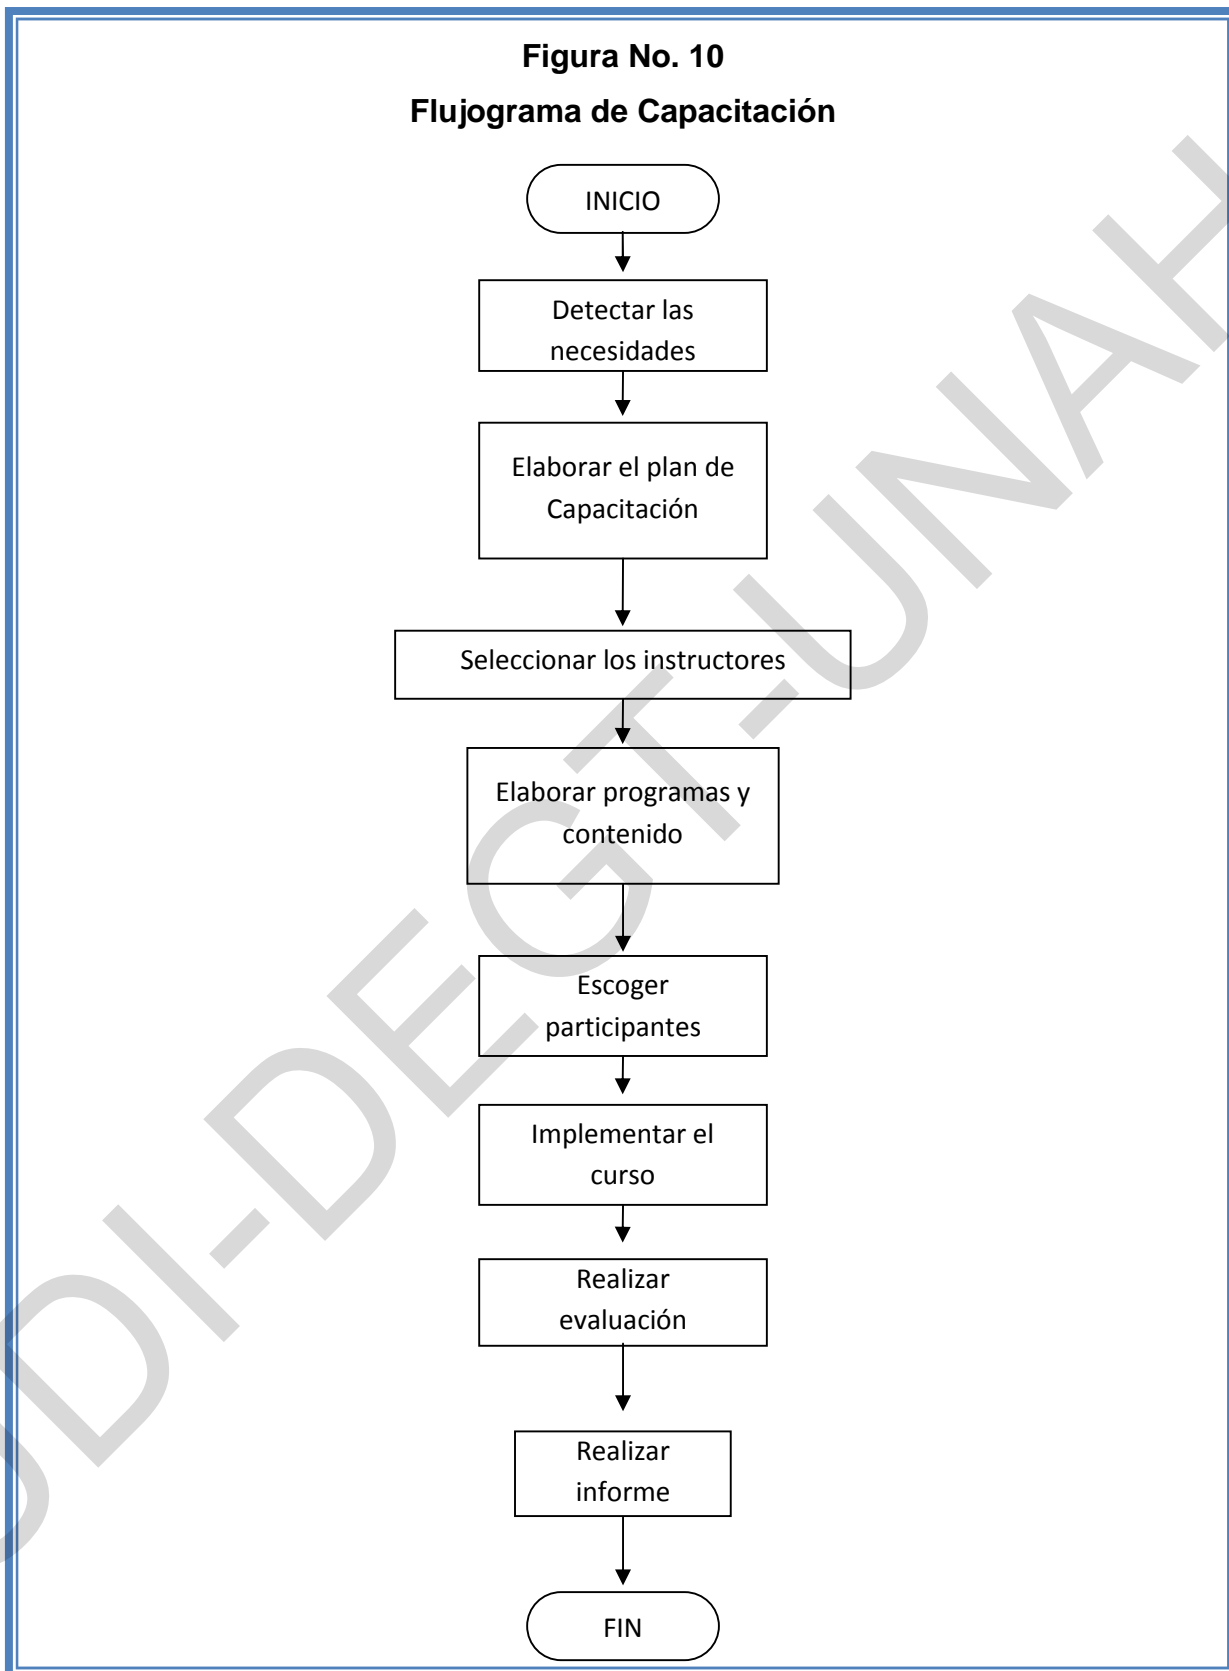 Figura No. 10
Flujograma de Capacitación
INICIO
Detectar las
necesidades
Elaborar el plan de
Capacitación
Seleccionar los instructores
Elaborar programas y
contenido
Escoger
participantes
Implementar el
curso
Realizar
evaluación
Realizar
informe
FIN
UDI-DEGT-UNAH